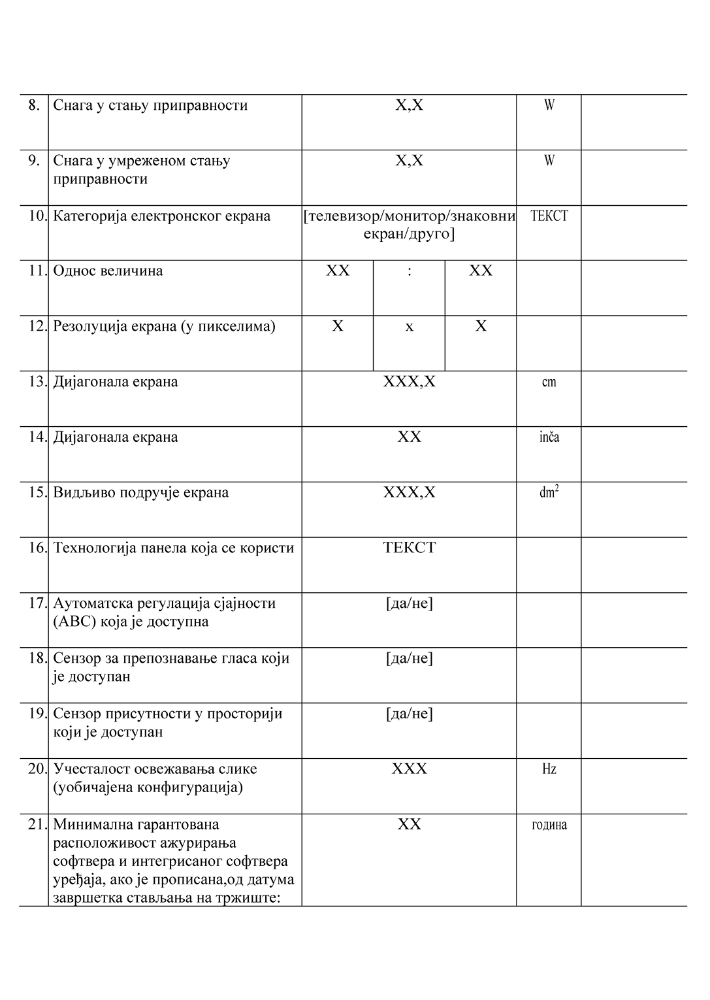 8. Снага у стању приправности X,X W
9. Снага у умреженом стању X,X W
приправности
10. Категорија електронског екрана [телевизор/монитор/знаковни ТЕКСТ
екран/друго]
11. Однос величина XX : XX
12. Резолуција екрана (у пикселима) X x X
13. Дијагонала екрана XXX,X cm
14. Дијагонала екрана XX inča
15. Видљиво подручје екрана XXX,X dm²
16. Технологија панела која се користи ТЕКСТ
17. Аутоматска регулација сјајности [да/не]
(ABC) која је доступна
18. Сензор за препознавање гласа који [да/не]
је доступан
19. Сензор присутности у просторији [да/не]
који је доступан
20. Учесталост освежавања слике XXX Hz
(уобичајена конфигурација)
21. Минимална гарантована XX година
расположивост ажурирања
софтвера и интегрисаног софтвера
уређаја, ако је прописана,од датума
завршетка стављања на тржиште: